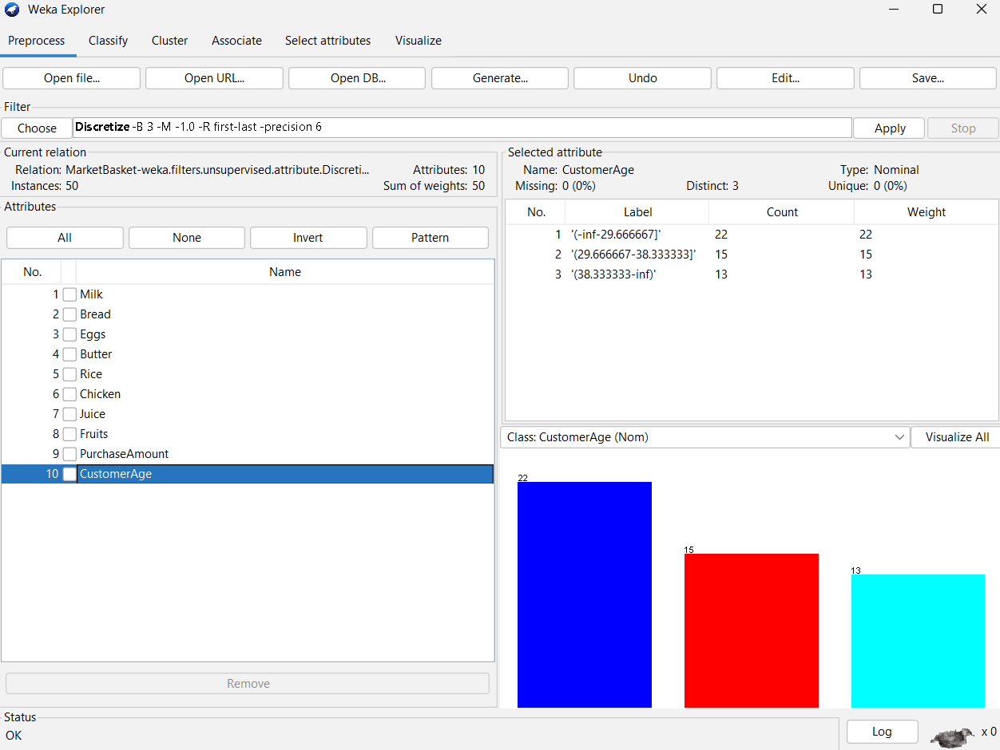 Weka Explorer
Preprocess Classify Cluster Associate Select attributes Visualize
Open file... Open URL... Open DB... Generate... Undo Edit... Save...
Filter
Choose Discretize -B 3 -M -1.0 -R first-last -precision 6 Apply Stop
Current relation
Relation: MarketBasket-weka.filters.unsupervised.attribute.Discreti... Attributes: 10
Instances: 50 Sum of weights: 50
Attributes
All None Invert Pattern
No. Name
1 Milk
2 Bread
3 Eggs
4 Butter
5 Rice
6 Chicken
7 Juice
8 Fruits
9 PurchaseAmount
10 CustomerAge
Remove
Selected attribute
Name: CustomerAge Type: Nominal
Missing: 0 (0%) Distinct: 3 Unique: 0 (0%)
No. Label Count Weight
1 '(-inf-29.666667]' 22 22
2 '(29.666667-38.333333]' 15 15
3 '(38.333333-inf)' 13 13
Class: CustomerAge (Nom) Visualize All
22
15
13
Status
OK
Log x 0